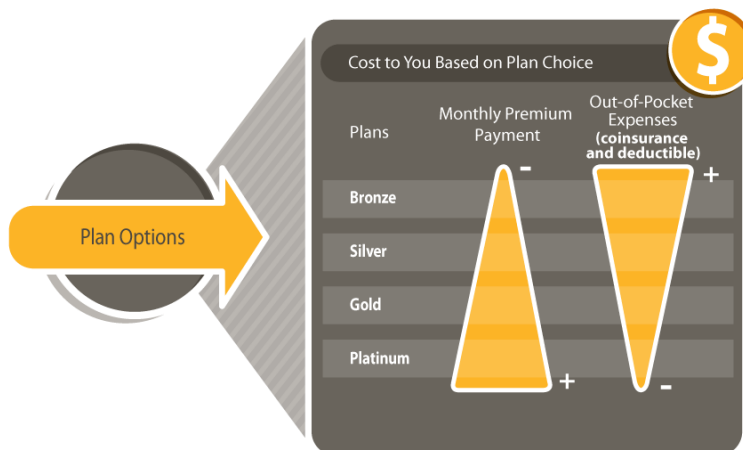 $
Cost to You Based on Plan Choice
Plans
Monthly Premium
Payment
Out-of-Pocket
Expenses
(coinsurance
and deductible)
- +
Bronze
Silver
Gold
Platinum
+ -
Plan Options